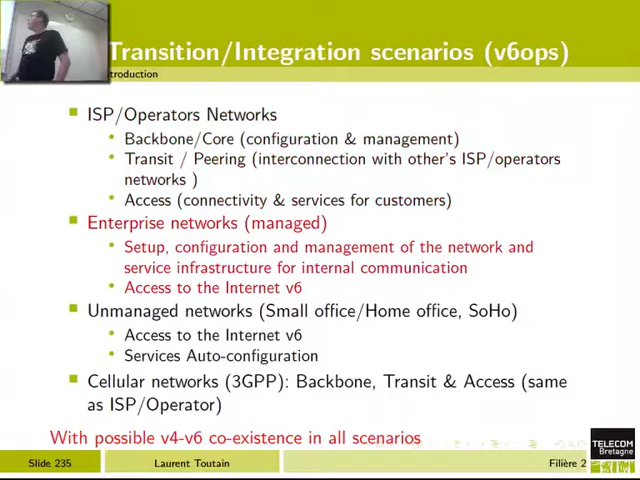 Transition/Integration scenarios (v6ops)
troduction
ISP/Operators Networks
Backbone/Core (configuration & management)
Transit / Peering (interconnection with other's ISP/operators
networks )
Access (connectivity & services for customers)
Enterprise networks (managed)
Setup, configuration and management of the network and
service infrastructure for internal communication
Access to the Internet v6
Unmanaged networks (Small office/Home office, SoHo)
Access to the Internet v6
Services Auto-configuration
Cellular networks (3GPP): Backbone, Transit & Access (same
as ISP/Operator)
With possible v4-v6 co-existence in all scenarios
TELECOM
Bretagne
Slide 235 Laurent Toutain Filière 2